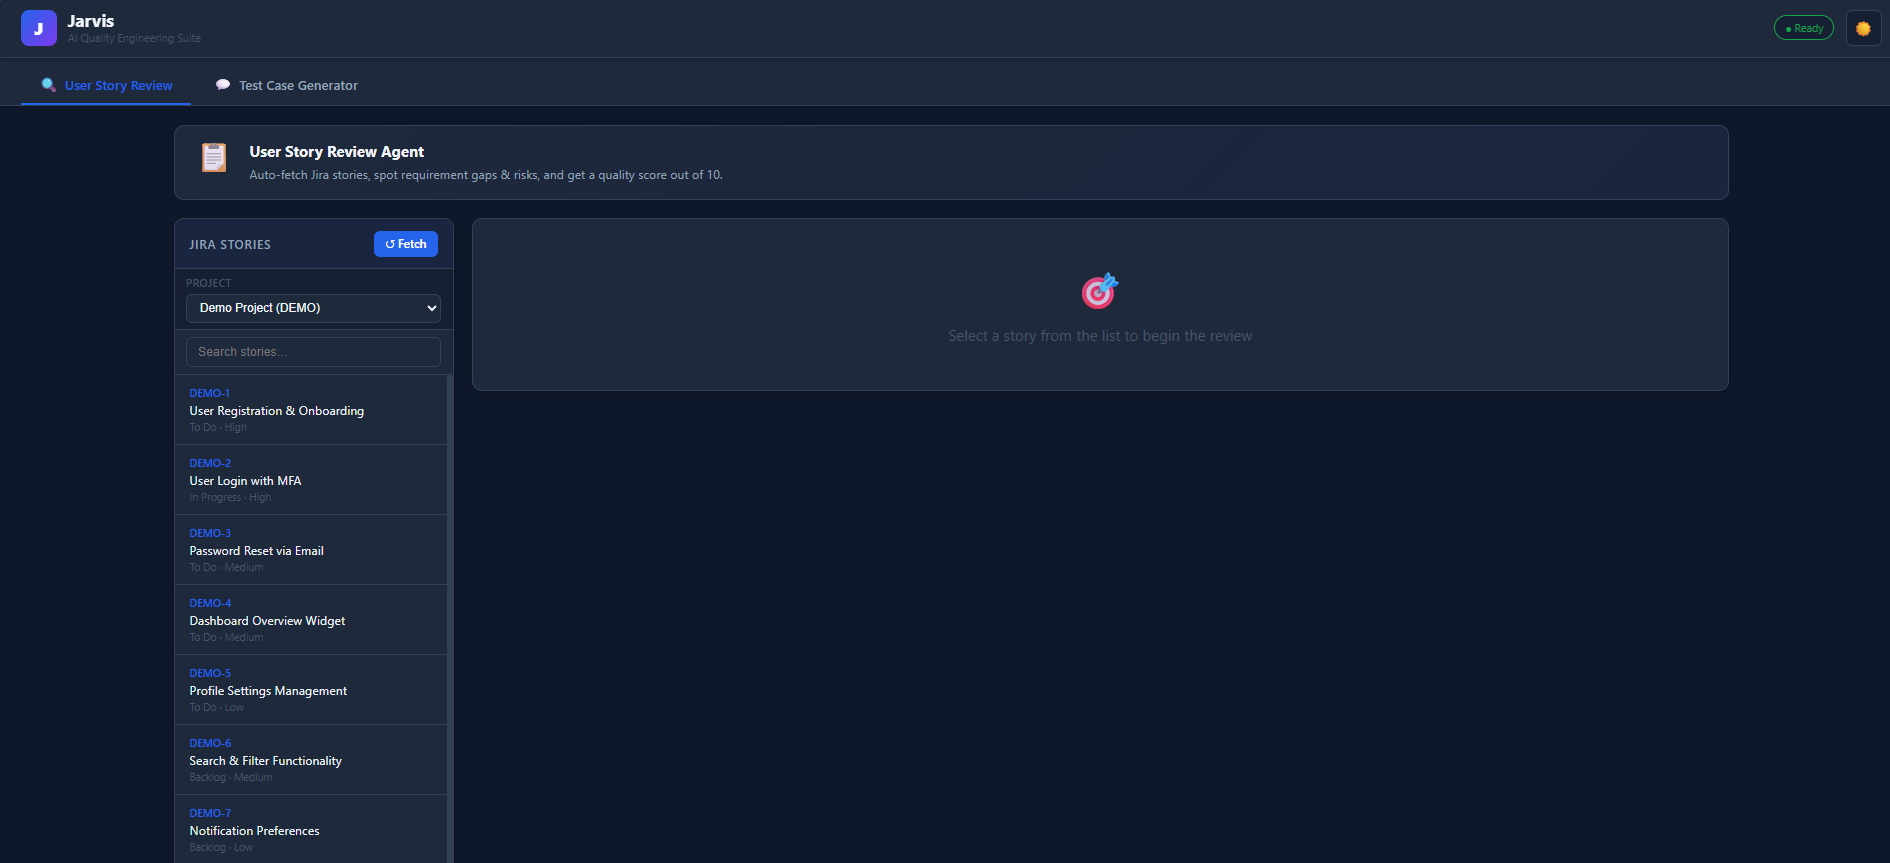 J
Jarvis
AI Quality Engineering Suite
● Ready
User Story Review
Test Case Generator
User Story Review Agent
Auto-fetch Jira stories, spot requirement gaps & risks, and get a quality score out of 10.
JIRA STORIES
↺ Fetch
PROJECT
Demo Project (DEMO)
Search stories...
DEMO-1
User Registration & Onboarding
To Do · High
DEMO-2
User Login with MFA
In Progress · High
DEMO-3
Password Reset via Email
To Do · Medium
DEMO-4
Dashboard Overview Widget
To Do · Medium
DEMO-5
Profile Settings Management
To Do · Low
DEMO-6
Search & Filter Functionality
Backlog · Medium
DEMO-7
Notification Preferences
Backlog · Low
Select a story from the list to begin the review